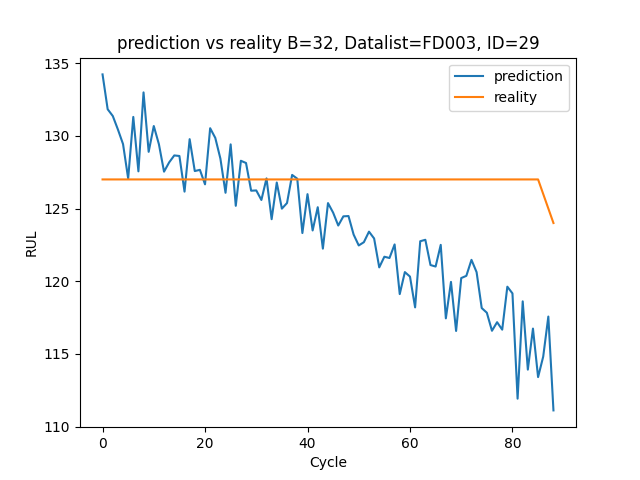 prediction vs reality B=32, Datalist=FD003, ID=29
135
130
125
120
115
110
RUL
prediction
reality
0
20
40
60
80
Cycle